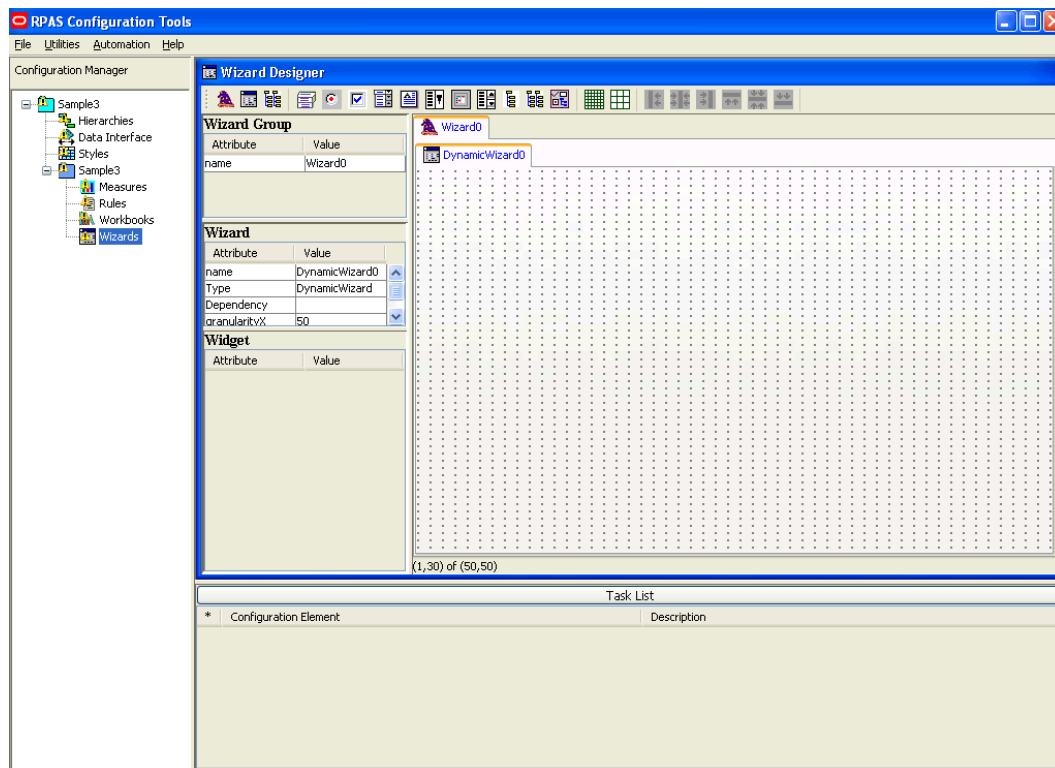 RPAS Configuration Tools
File Utilities Automation Help
Configuration Manager
Sample3
Hierarchies
Data Interface
Styles
Sample3
Measures
Rules
Workbooks
Wizards
Wizard Designer
Wizard Group
Attribute Value
name Wizard0
Wizard
Attribute Value
name DynamicWizard0
Type DynamicWizard
Dependency
granularityX 50
Widget
Attribute Value
Wizard0
DynamicWizard0
(1,30) of (50,50)
Task List
* Configuration Element Description